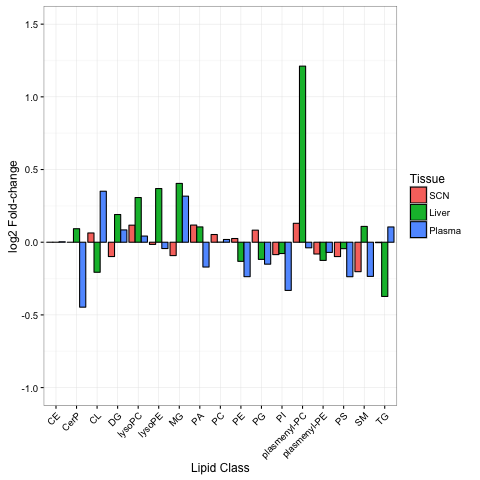 1.5
1.0
0.5
0.0
-0.5
-1.0
log2 Fold-change
CE
CerP
CL
DG
lysoPC
lysoPE
MG
PA
PC
PE
PG
PI
plasmenyl-PC
plasmenyl-PE
PS
SM
TG
Lipid Class
Tissue
SCN
Liver
Plasma